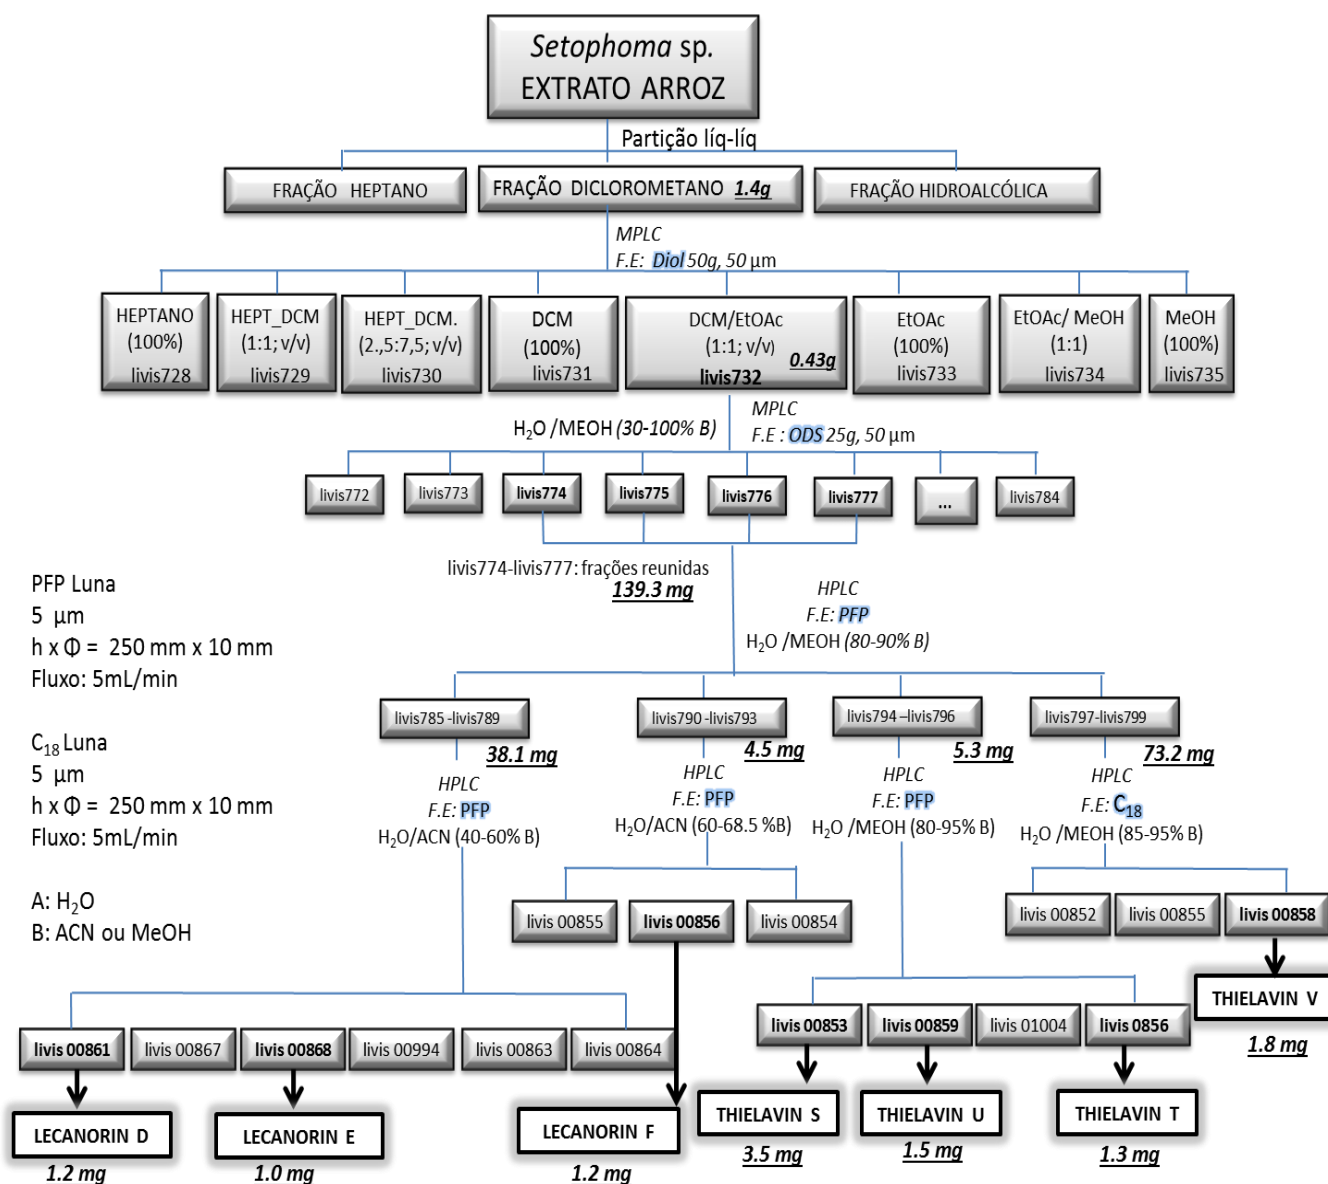 Setophoma sp.
EXTRATO ARROZ
Partição líq-líq
FRAÇÃO HEPTANO
FRAÇÃO DICLOROMETANO 1.4g
FRAÇÃO HIDROALCÓLICA
MPLC
F.E: Diol 50g, 50 µm
HEPTANO
(100%)
livis728
HEPT_DCM
(1:1; v/v)
livis729
HEPT_DCM.
(2.,5:7,5; v/v)
livis730
DCM
(100%)
livis731
DCM/EtOAc
(1:1; v/v)
0.43g
livis732
EtOAc
(100%)
livis733
EtOAc/ MeOH
(1:1)
livis734
MeOH
(100%)
livis735
H₂O /MEOH (30-100% B)
MPLC
F.E : ODS 25g, 50 µm
livis772
livis773
livis774
livis775
livis776
livis777
...
livis784
livis774-livis777: frações reunidas
139.3 mg
HPLC
F.E: PFP
H₂O /MEOH (80-90% B)
PFP Luna
5 µm
h x Φ = 250 mm x 10 mm
Fluxo: 5mL/min
C₁₈ Luna
5 µm
h x Φ = 250 mm x 10 mm
Fluxo: 5mL/min
A: H₂O
B: ACN ou MeOH
livis785 -livis789
38.1 mg
HPLC
F.E: PFP
H₂O/ACN (40-60% B)
livis790 -livis793
4.5 mg
HPLC
F.E: PFP
H₂O/ACN (60-68.5 %B)
livis794 –livis796
5.3 mg
HPLC
F.E: PFP
H₂O /MEOH (80-95% B)
livis797-livis799
73.2 mg
HPLC
F.E: C₁₈
H₂O /MEOH (85-95% B)
livis 00855
livis 00856
livis 00854
livis 00852
livis 00855
livis 00858
THIELAVIN V
1.8 mg
livis 00861
livis 00867
livis 00868
livis 00994
livis 00863
livis 00864
livis 00853
livis 00859
livis 01004
livis 0856
LECANORIN D
1.2 mg
LECANORIN E
1.0 mg
LECANORIN F
1.2 mg
THIELAVIN S
3.5 mg
THIELAVIN U
1.5 mg
THIELAVIN T
1.3 mg